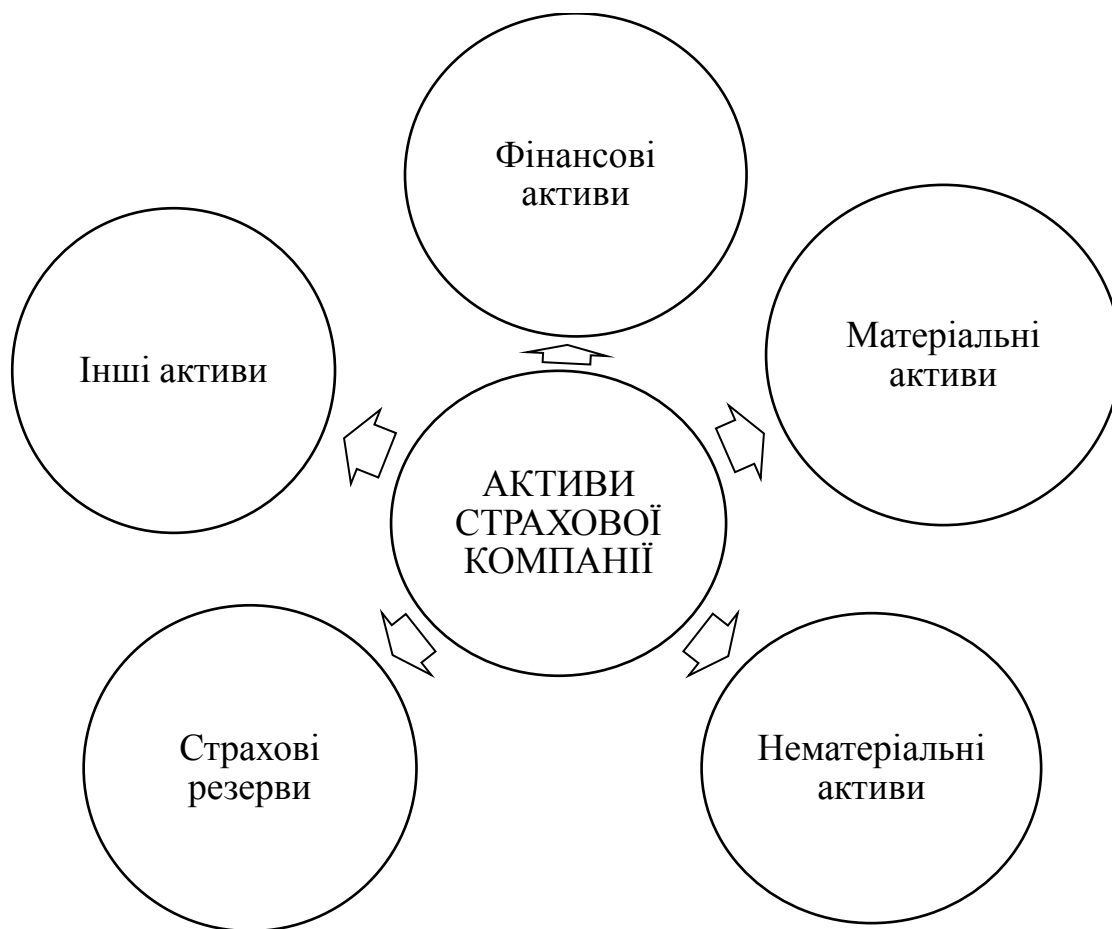 Фінансові
активи
Матеріальні
активи
Інші активи
АКТИВИ
СТРАХОВОЇ
КОМПАНІЇ
Страхові
резерви
Нематеріальні
активи